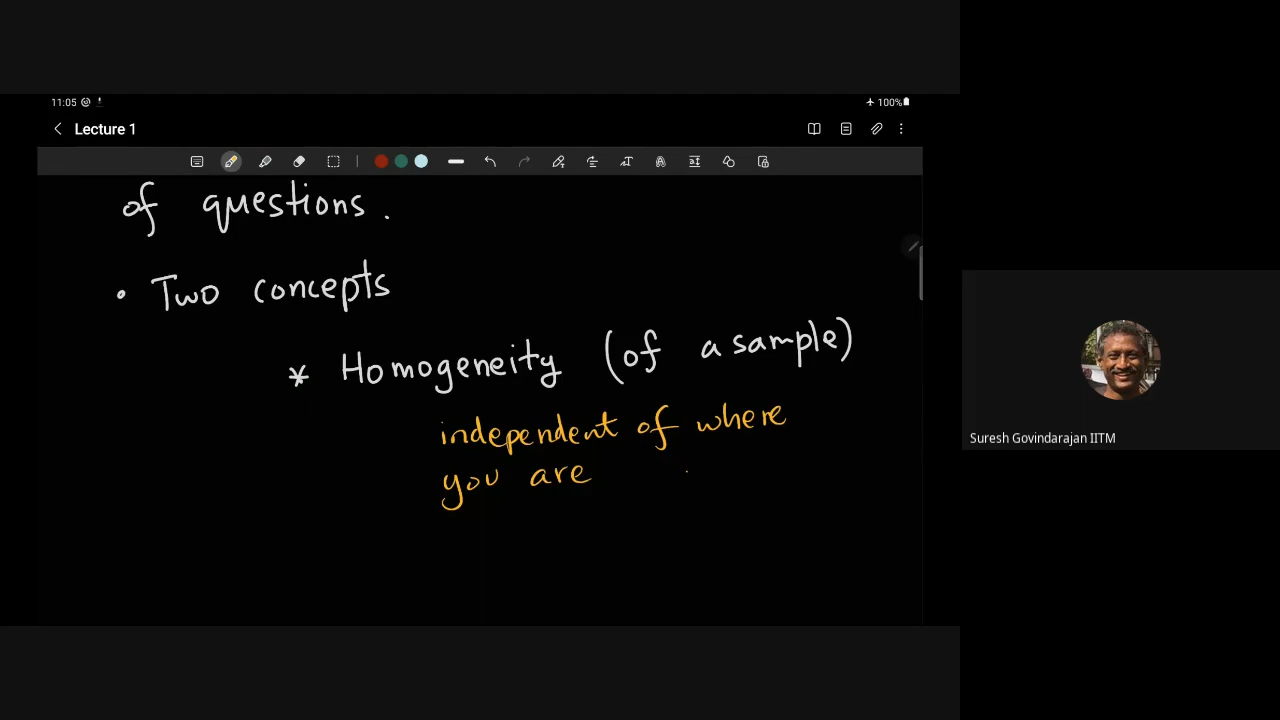 11:05
100%
Lecture 1
of questions.
• Two concepts
* Homogeneity (of a sample)
independent of where
you are
Suresh Govindarajan IITM